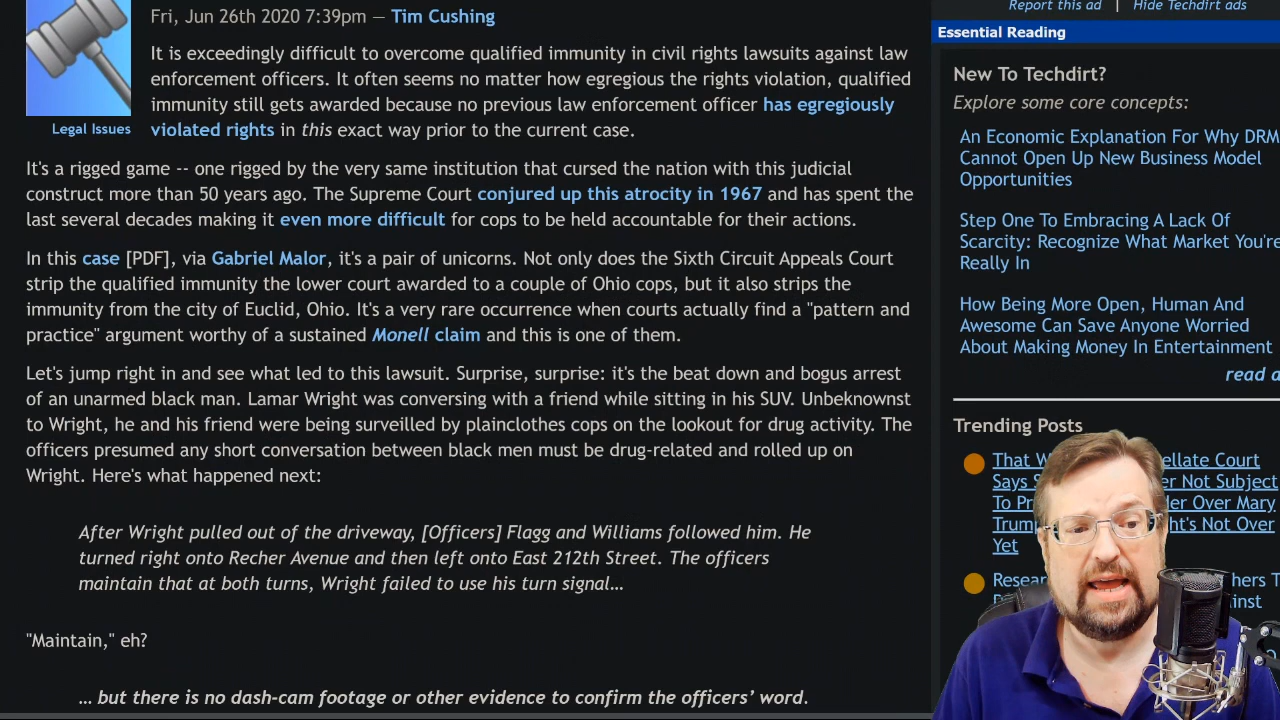 Report this ad | Hide Techdirt ads
Fri, Jun 26th 2020 7:39pm — Tim Cushing
Legal Issues
It is exceedingly difficult to overcome qualified immunity in civil rights lawsuits against law
enforcement officers. It often seems no matter how egregious the rights violation, qualified
immunity still gets awarded because no previous law enforcement officer has egregiously
violated rights in this exact way prior to the current case.
It's a rigged game -- one rigged by the very same institution that cursed the nation with this judicial
construct more than 50 years ago. The Supreme Court conjured up this atrocity in 1967 and has spent the
last several decades making it even more difficult for cops to be held accountable for their actions.
In this case [PDF], via Gabriel Malor, it's a pair of unicorns. Not only does the Sixth Circuit Appeals Court
strip the qualified immunity the lower court awarded to a couple of Ohio cops, but it also strips the
immunity from the city of Euclid, Ohio. It's a very rare occurrence when courts actually find a "pattern and
practice" argument worthy of a sustained Monell claim and this is one of them.
Let's jump right in and see what led to this lawsuit. Surprise, surprise: it's the beat down and bogus arrest
of an unarmed black man. Lamar Wright was conversing with a friend while sitting in his SUV. Unbeknownst
to Wright, he and his friend were being surveilled by plainclothes cops on the lookout for drug activity. The
officers presumed any short conversation between black men must be drug-related and rolled up on
Wright. Here's what happened next:
After Wright pulled out of the driveway, [Officers] Flagg and Williams followed him. He
turned right onto Recher Avenue and then left onto East 212th Street. The officers
maintain that at both turns, Wright failed to use his turn signal…
"Maintain," eh?
… but there is no dash-cam footage or other evidence to confirm the officers’ word.
Essential Reading
New To Techdirt?
Explore some core concepts:
An Economic Explanation For Why DRM
Cannot Open Up New Business Model
Opportunities
Step One To Embracing A Lack Of
Scarcity: Recognize What Market You're
Really In
How Being More Open, Human And
Awesome Can Save Anyone Worried
About Making Money In Entertainment
read a
Trending Posts
That ellate Court
Says er Not Subject
To der Over Mary
Trum ht's Not Over
Yet
Resear hers T
inst